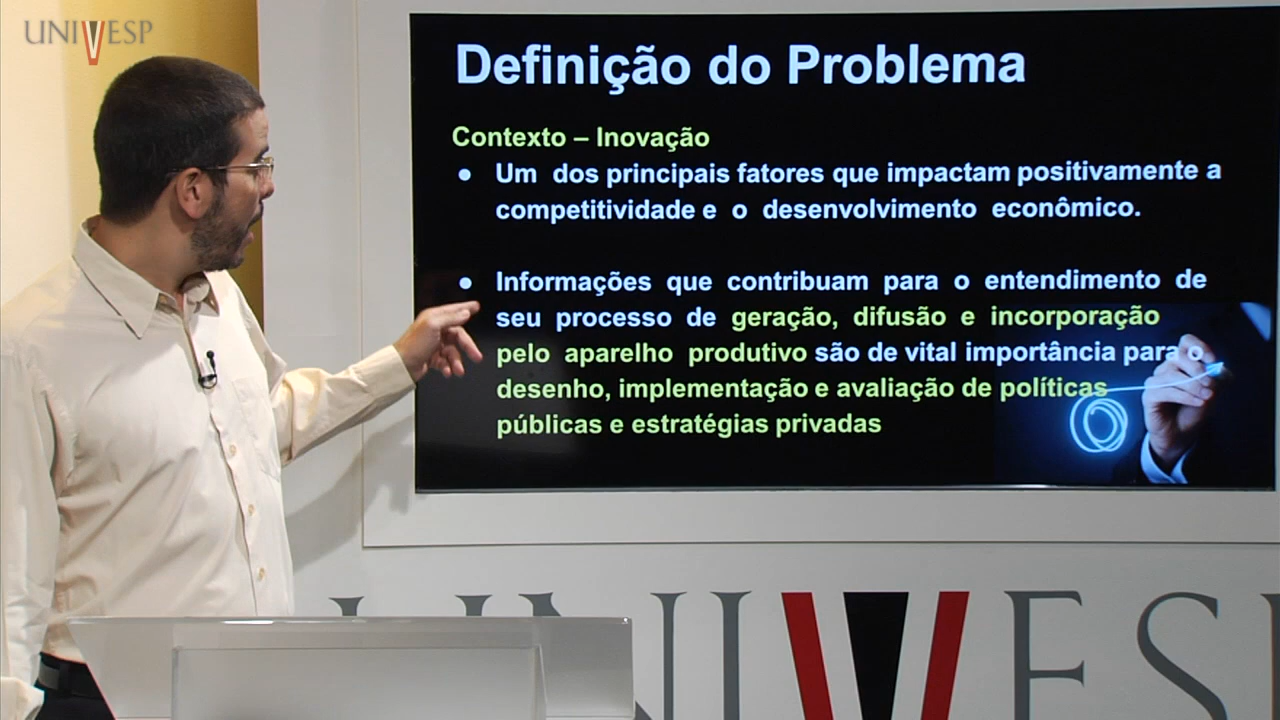 UNIVESP
Definição do Problema
Contexto – Inovação
• Um dos principais fatores que impactam positivamente a
competitividade e o desenvolvimento econômico.
• Informações que contribuam para o entendimento de
seu processo de geração, difusão e incorporação
pelo aparelho produtivo são de vital importância para o
desenho, implementação e avaliação de políticas
públicas e estratégias privadas
UNIVESP